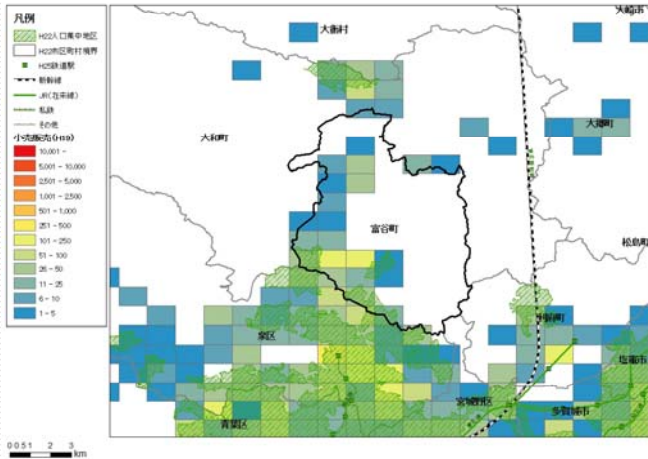 凡例
H22人口集中地区
H22市区町村境界
H25鉄道駅
新幹線
JR(在来線)
私鉄
その他
小売販売(H19)
10,001 -
5,001 - 10,000
2,501 - 5,000
1,001 - 2,500
501 - 1,000
251 - 500
101 - 250
51 - 100
26 - 50
11 - 25
6 - 10
1 - 5
大衡村
大崎市
大和町
大郷町
富谷町
松島町
泉区
利府町
塩竈市
宮城野区
多賀城市
青葉区
0 0.5 1 2 3
km